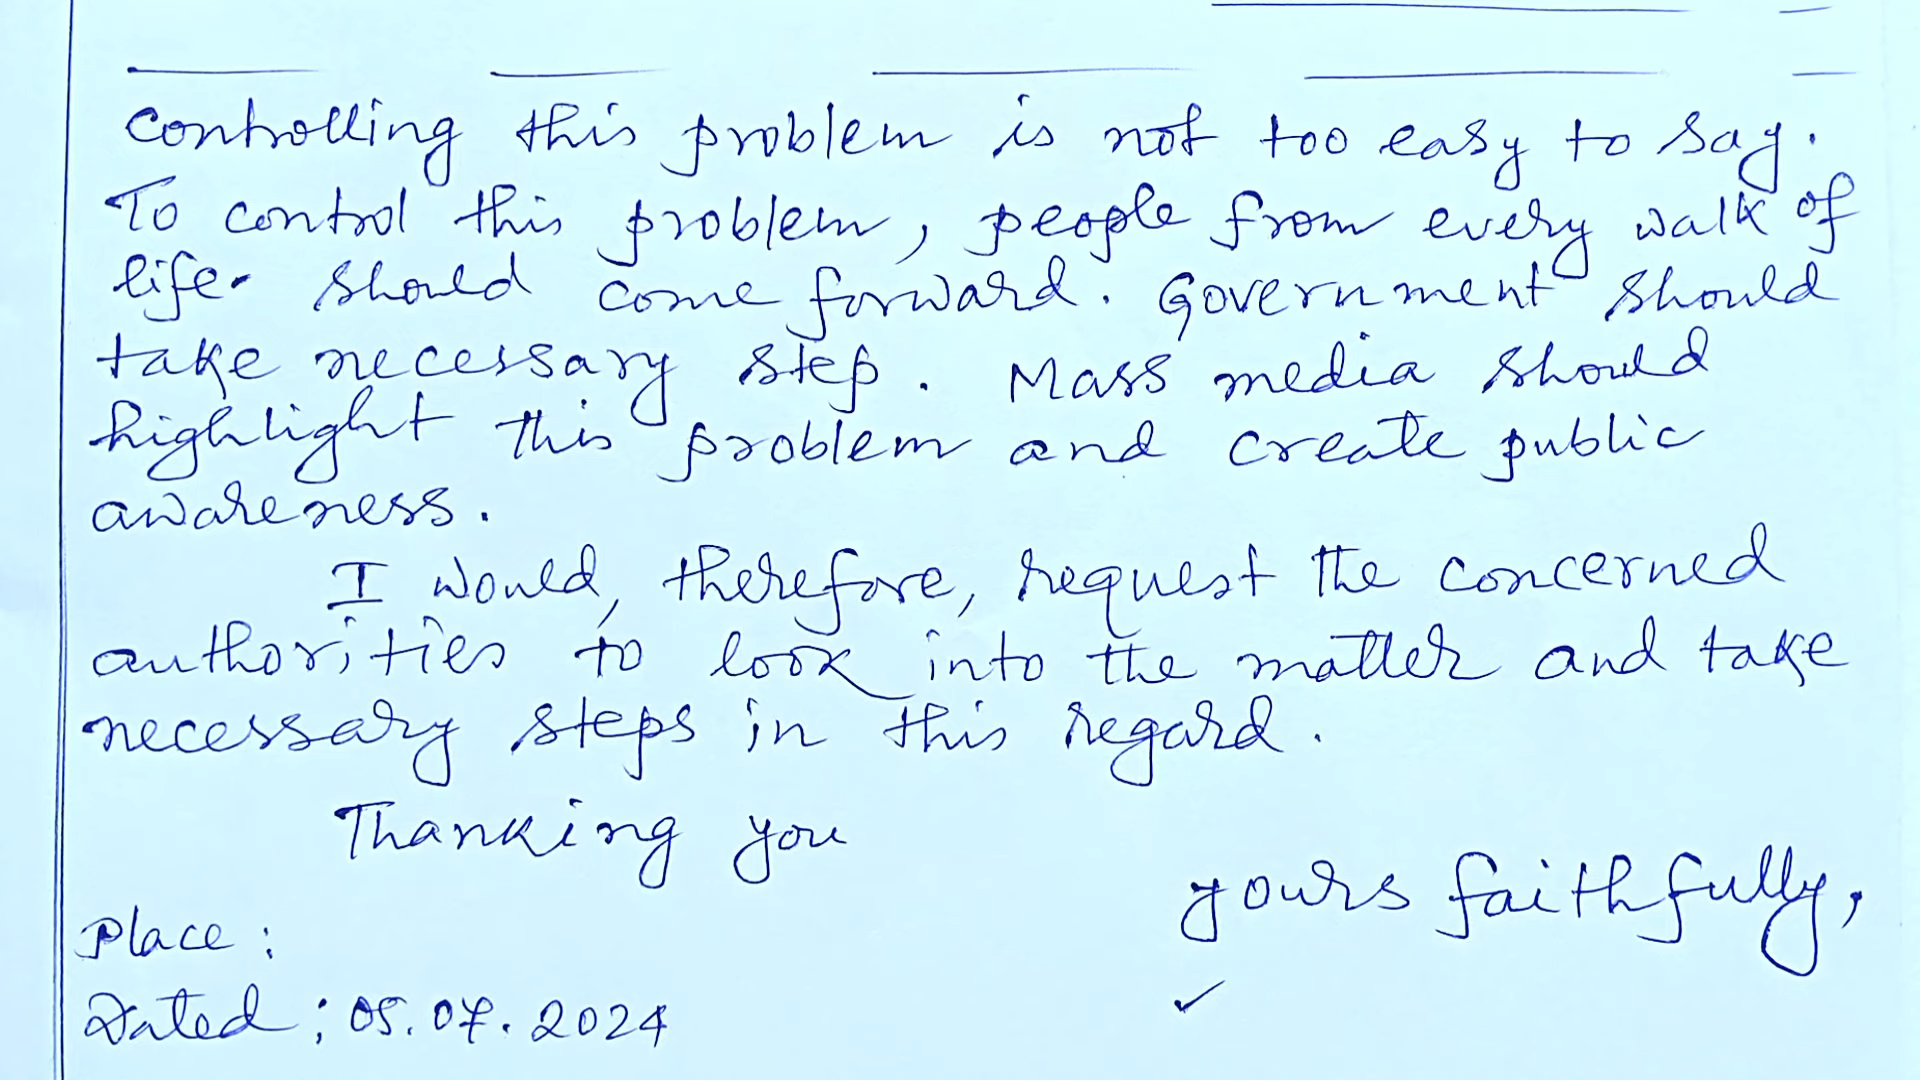 controlling this problem is not too easy to say.
To control this problem, people from every walk of
life should come forward. Government should
take necessary step. Mass media should
highlight this problem and create public
awareness.
I would, therefore, request the concerned
authorities to look into the matter and take
necessary steps in this regard.
Thanking you
yours faithfully,
Place :
Dated : 05.07.2024